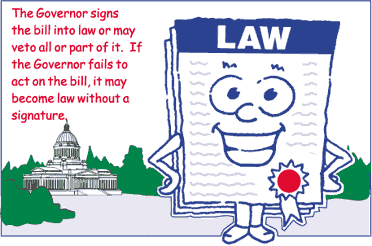 The Governor signs
the bill into law or may
veto all or part of it.  If
the Governor fails to
act on the bill, it may
become law without a
signature.
LAW